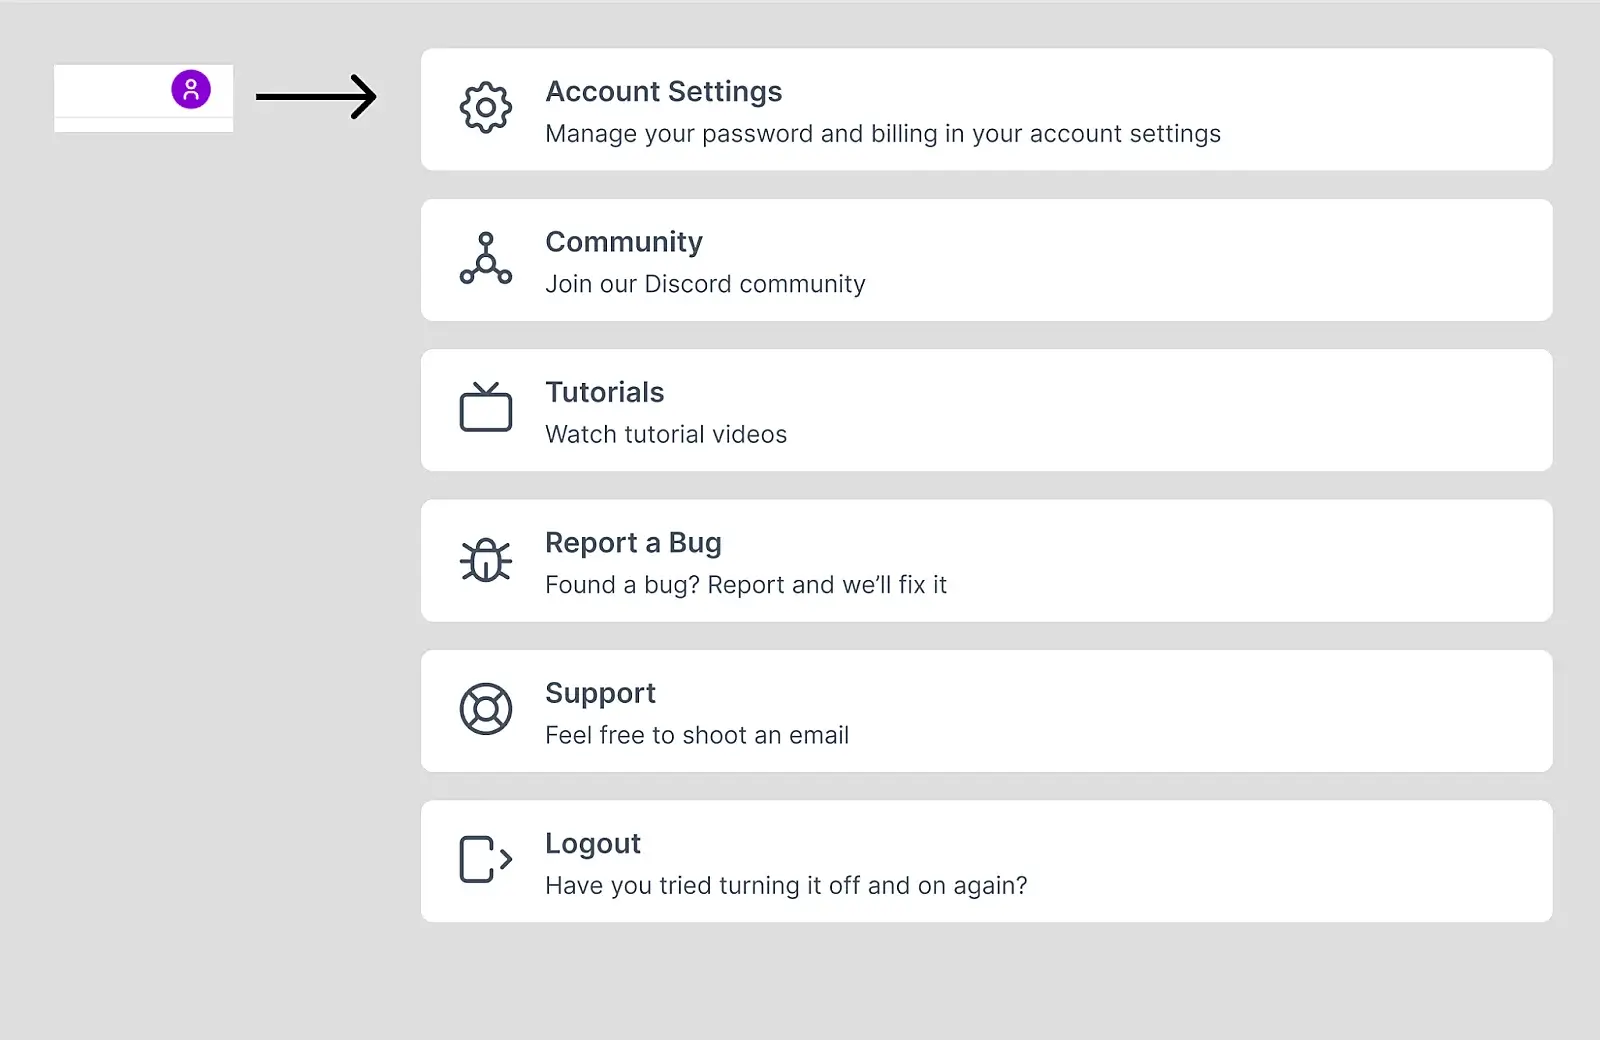 Account Settings
Manage your password and billing in your account settings
Community
Join our Discord community
Tutorials
Watch tutorial videos
Report a Bug
Found a bug? Report and we’ll fix it
Support
Feel free to shoot an email
Logout
Have you tried turning it off and on again?